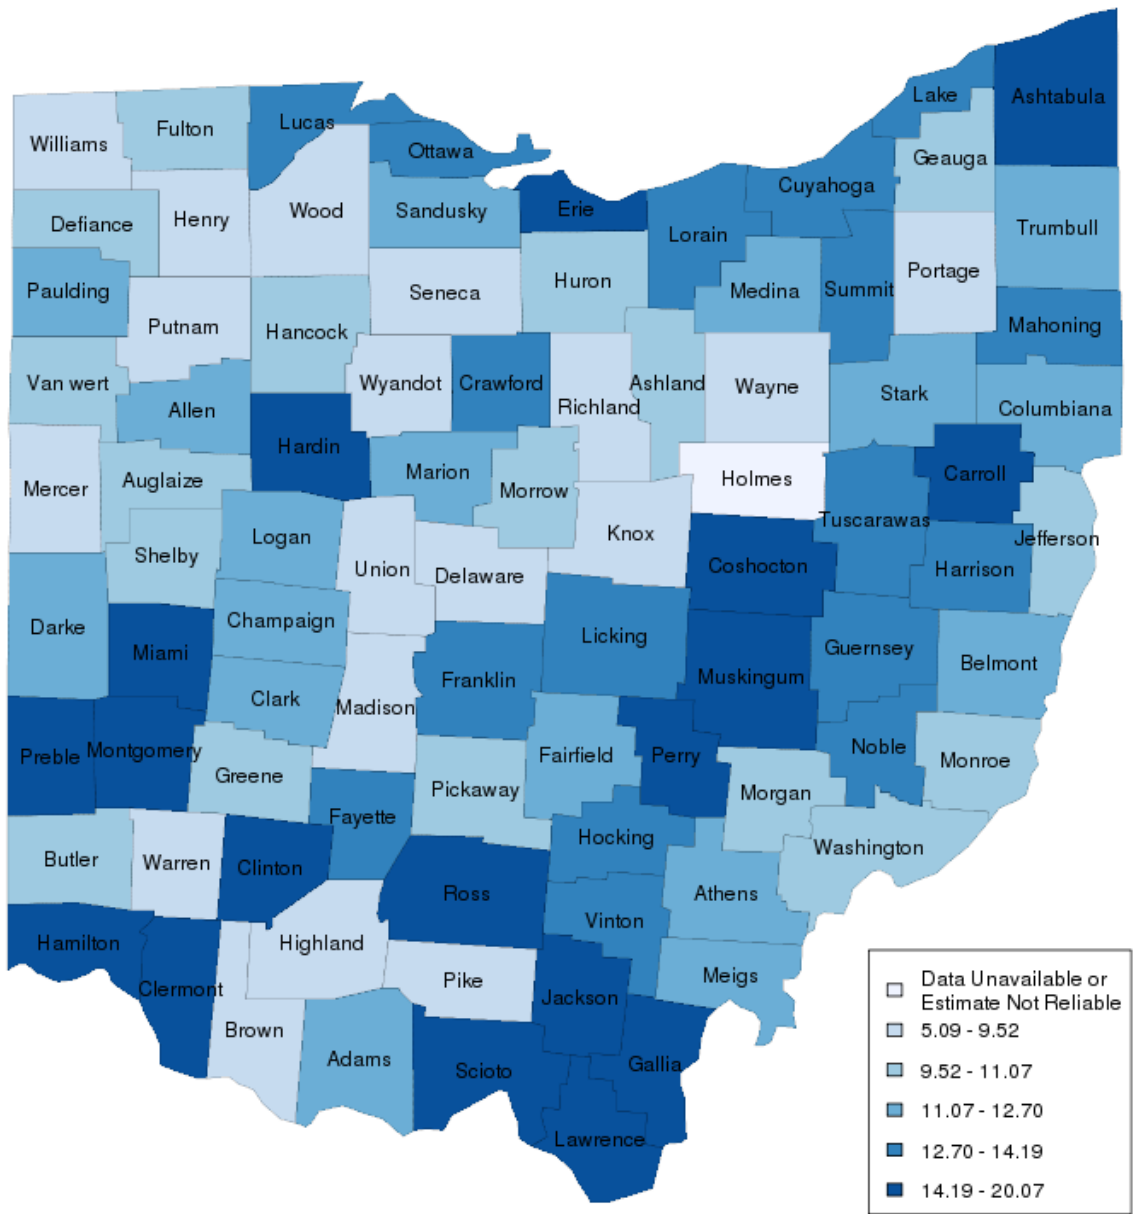 Lake
Ashtabula
Lucas
Fulton
Williams
Ottawa
Geauga
Cuyahoga
Erie
Sandusky
Wood
Henry
Defiance
Trumbull
Lorain
Portage
Huron
Medina
Summit
Seneca
Paulding
Mahoning
Putnam
Hancock
Van wert
Wyandot
Crawford
Ashland
Wayne
Stark
Richland
Columbiana
Allen
Hardin
Marion
Carroll
Holmes
Auglaize
Mercer
Morrow
Tuscarawas
Knox
Logan
Jefferson
Shelby
Union
Delaware
Coshocton
Harrison
Champaign
Darke
Licking
Miami
Guernsey
Belmont
Franklin
Muskingum
Clark
Madison
Preble
Montgomery
Fairfield
Perry
Noble
Monroe
Greene
Pickaway
Morgan
Fayette
Hocking
Washington
Butler
Warren
Clinton
Ross
Athens
Vinton
Hamilton
Highland
Clermont
Pike
Jackson
Meigs
Brown
Adams
Scioto
Gallia
Lawrence
Data Unavailable or
Estimate Not Reliable
5.09 - 9.52
9.52 - 11.07
11.07 - 12.70
12.70 - 14.19
14.19 - 20.07